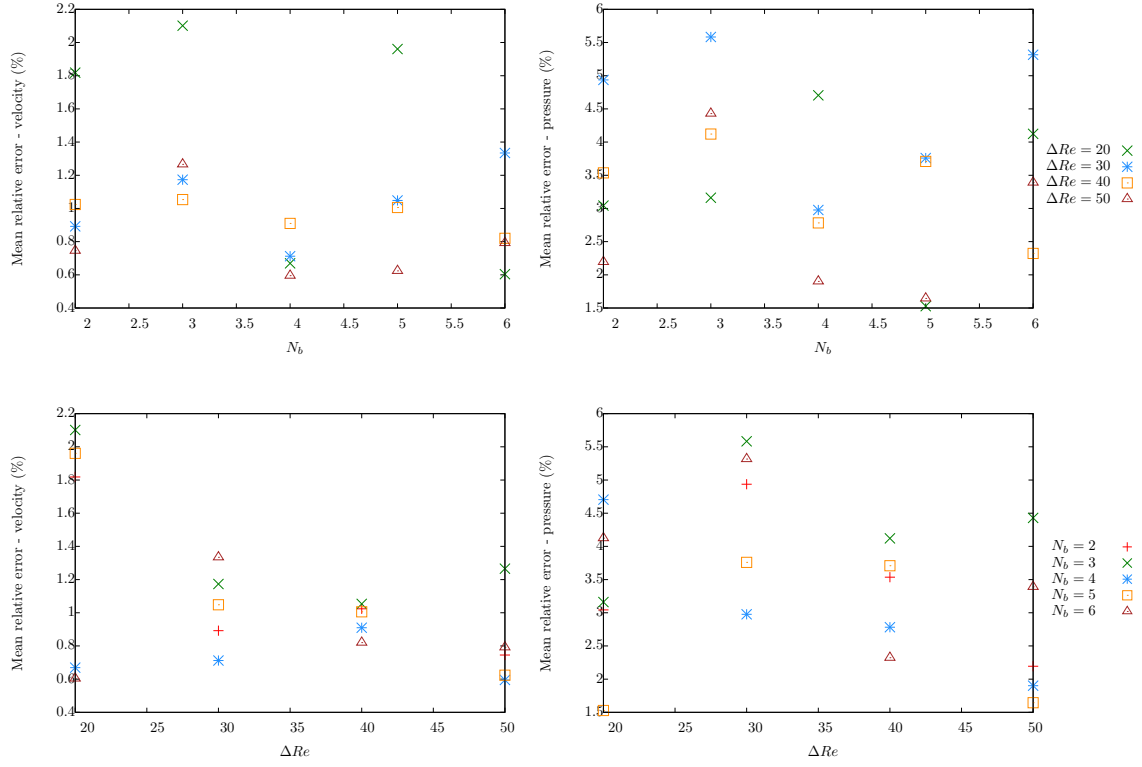 2.2
2
1.8
1.6
1.4
1.2
1
0.8
0.6
0.4
Mean relative error - velocity (%)
2 2.5 3 3.5 4 4.5 5 5.5 6
N_b
6
5.5
5
4.5
4
3.5
3
2.5
2
1.5
Mean relative error - pressure (%)
2 2.5 3 3.5 4 4.5 5 5.5 6
N_b
ΔRe = 20
ΔRe = 30
ΔRe = 40
ΔRe = 50
2.2
2
1.8
1.6
1.4
1.2
1
0.8
0.6
0.4
Mean relative error - velocity (%)
20 25 30 35 40 45 50
ΔRe
6
5.5
5
4.5
4
3.5
3
2.5
2
1.5
Mean relative error - pressure (%)
20 25 30 35 40 45 50
ΔRe
N_b = 2
N_b = 3
N_b = 4
N_b = 5
N_b = 6